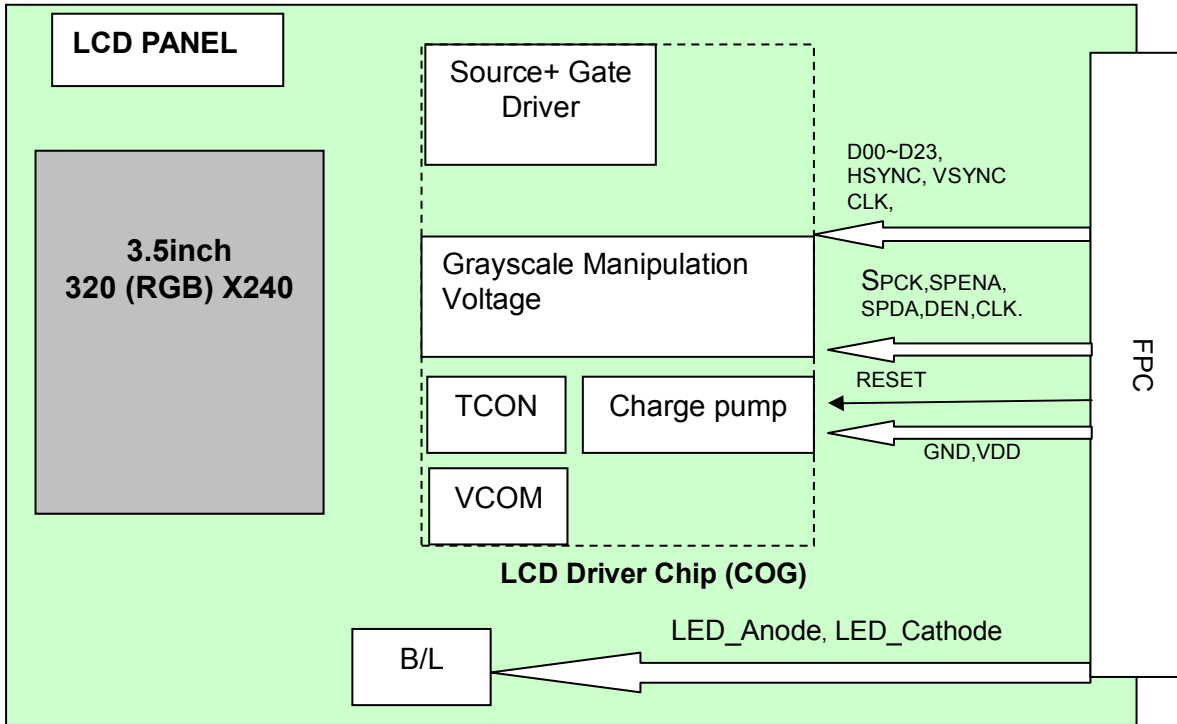 LCD PANEL
Source+ Gate
Driver
D00~D23,
HSYNC, VSYNC
CLK,
3.5inch
320 (RGB) X240
Grayscale Manipulation
Voltage
SPCK,SPENA,
SPDA,DEN,CLK.
FPC
RESET
TCON
Charge pump
GND,VDD
VCOM
LCD Driver Chip (COG)
LED_Anode, LED_Cathode
B/L